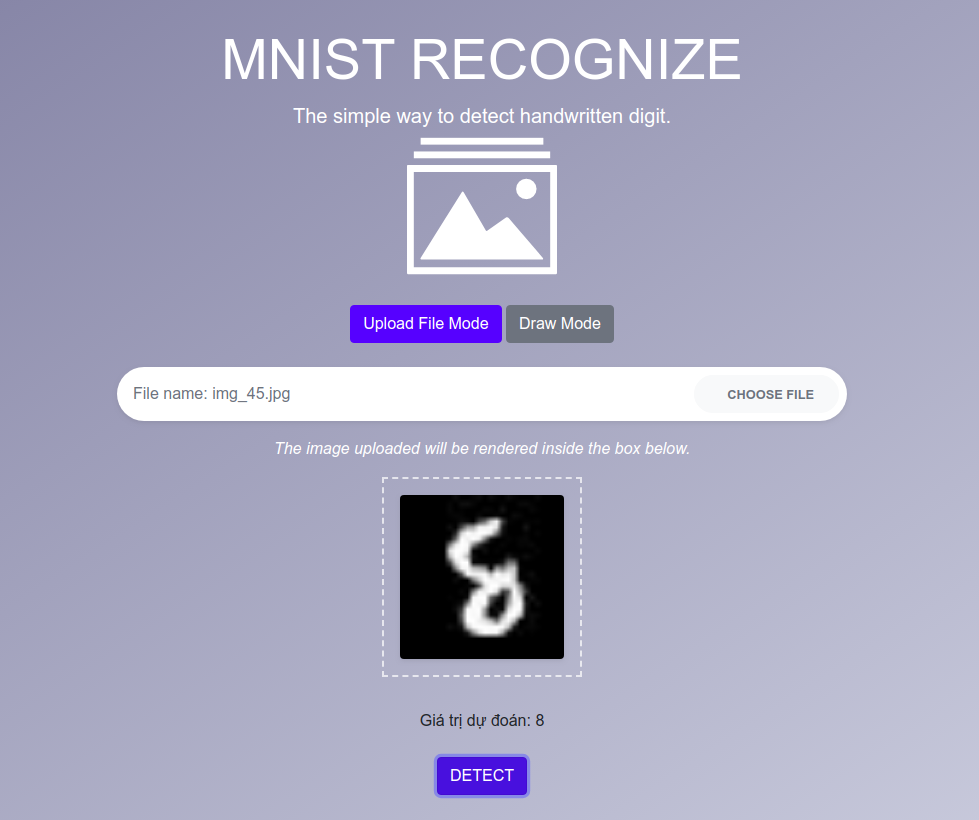 MNIST RECOGNIZE
The simple way to detect handwritten digit.
Upload File Mode Draw Mode
File name: img_45.jpg CHOOSE FILE
The image uploaded will be rendered inside the box below.
8
Giá trị dự đoán: 8
DETECT